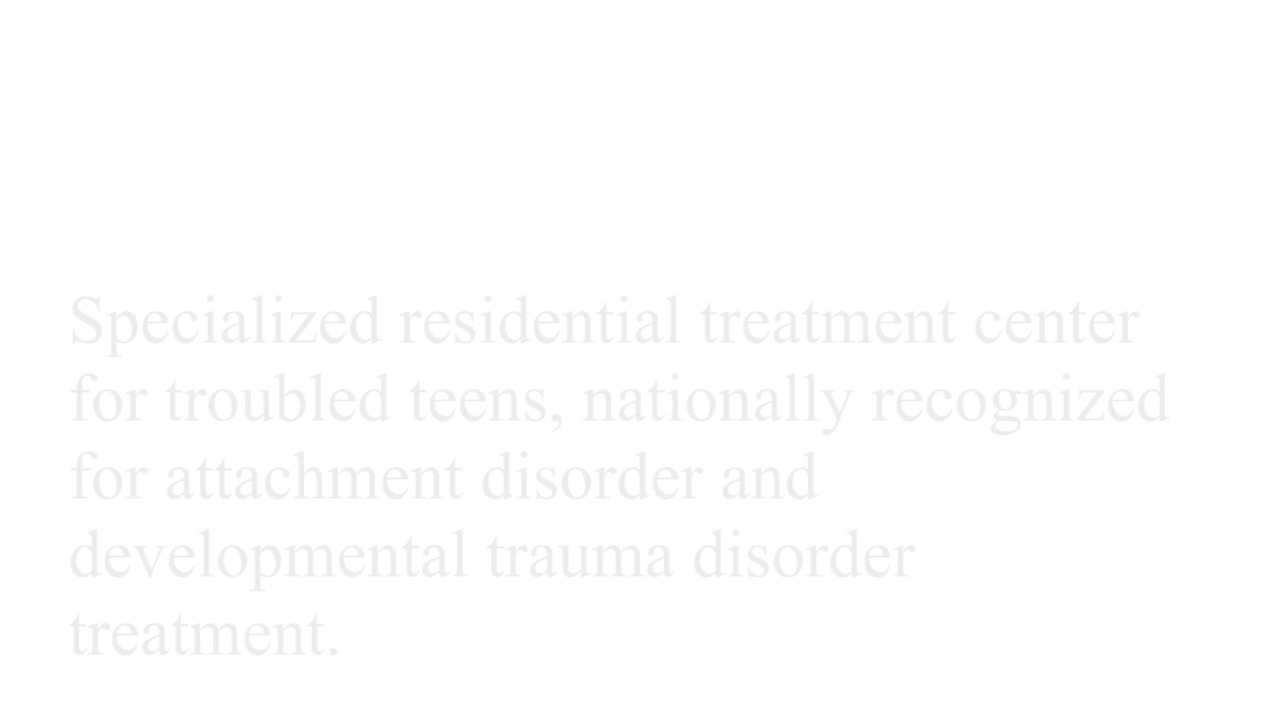 Specialized residential treatment center
for troubled teens, nationally recognized
for attachment disorder and
developmental trauma disorder
treatment.